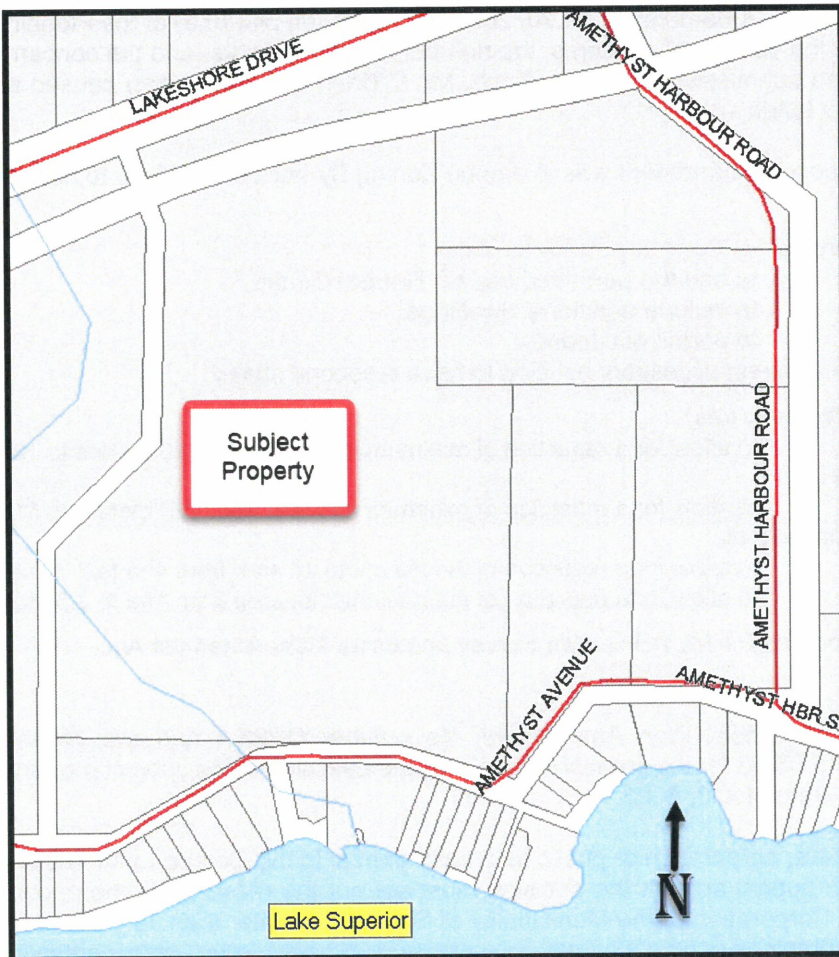 LAKESHORE DRIVE
AMETHYST HARBOUR ROAD
Subject
Property
AMETHYST HARBOUR ROAD
AMETHYST AVENUE
AMETHYST HBR.S
N
Lake Superior